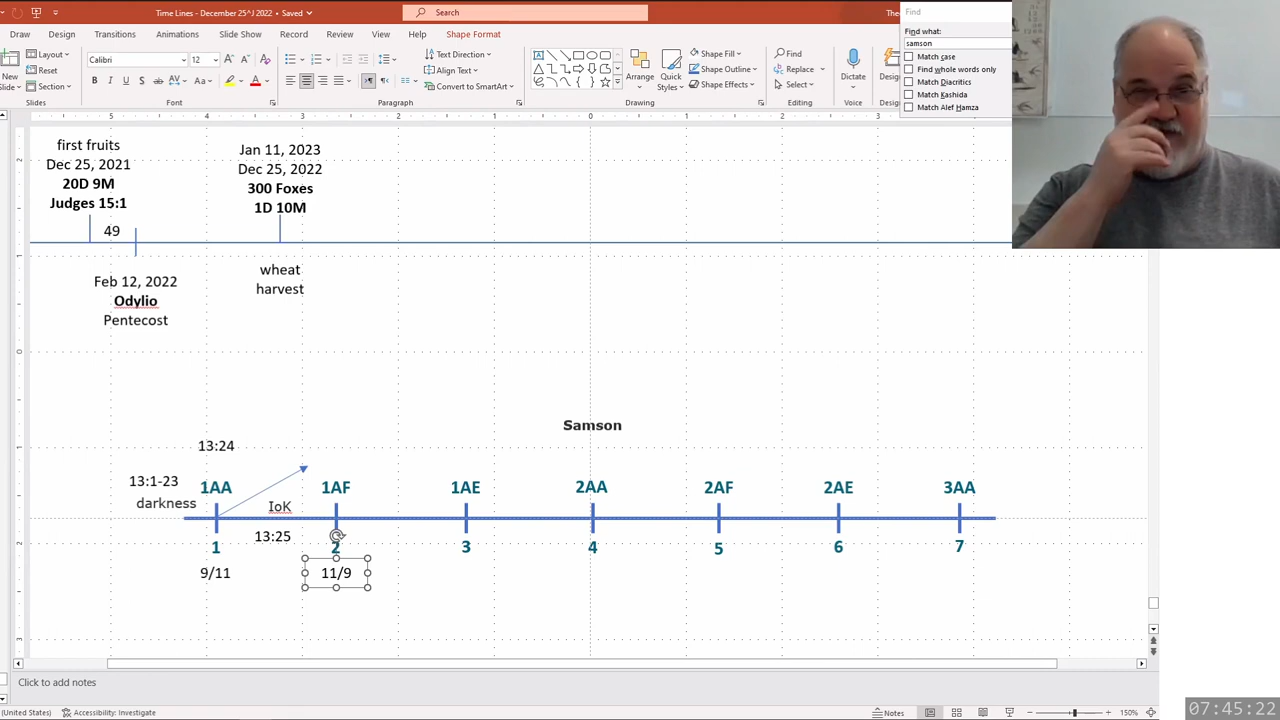 Time Lines - December 25^J 2022 • Saved
Search
The
Draw
Design
Transitions
Animations
Slide Show
Record
Review
View
Help
Shape Format
New
Layout
Reset
Section
Slides
Calibri
12
Font
Text Direction
Align Text
Convert to SmartArt
Paragraph
Arrange
Quick
Styles
Shape Fill
Shape Outline
Shape Effects
Drawing
Find
Replace
Select
Editing
Dictate
Voice
Find
Find what:
samson
Match case
Find whole words only
Match Diacritics
Match Kashida
Match Alef Hamza
first fruits
Dec 25, 2021
20D 9M
Judges 15:1
49
Feb 12, 2022
Odylio
Pentecost
Jan 11, 2023
Dec 25, 2022
300 Foxes
1D 10M
wheat
harvest
Samson
13:24
13:1-23
darkness
1AA
IoK
1AF
1AE
2AA
2AF
2AE
3AA
13:25
1
2
3
4
5
6
7
9/11
11/9
Click to add notes
United States)
Accessibility: Investigate
Notes
150%
07:45:22